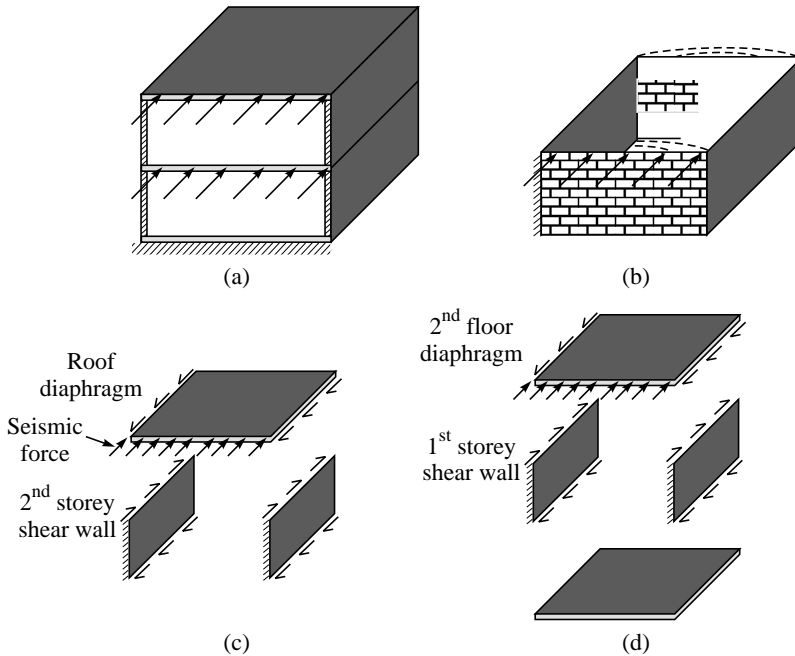 (a)
(b)
Roof
diaphragm
Seismic
force
2nd storey
shear wall
(c)
2nd floor
diaphragm
1st storey
shear wall
(d)